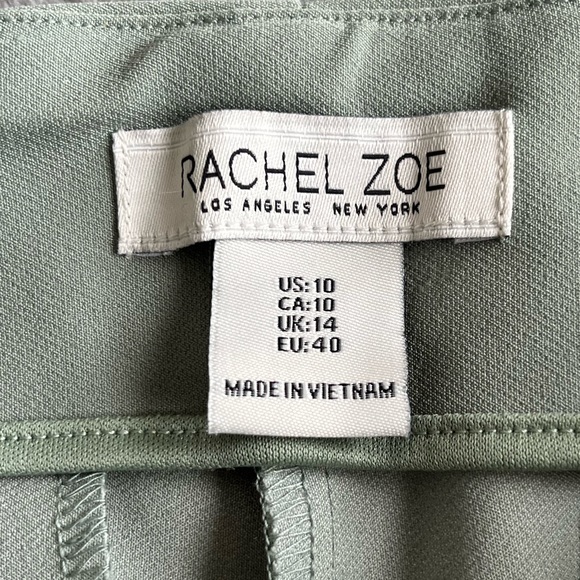 RACHEL ZOE
LOS ANGELES NEW YORK
US:10
CA:10
UK:14
EU:40
MADE IN VIETNAM